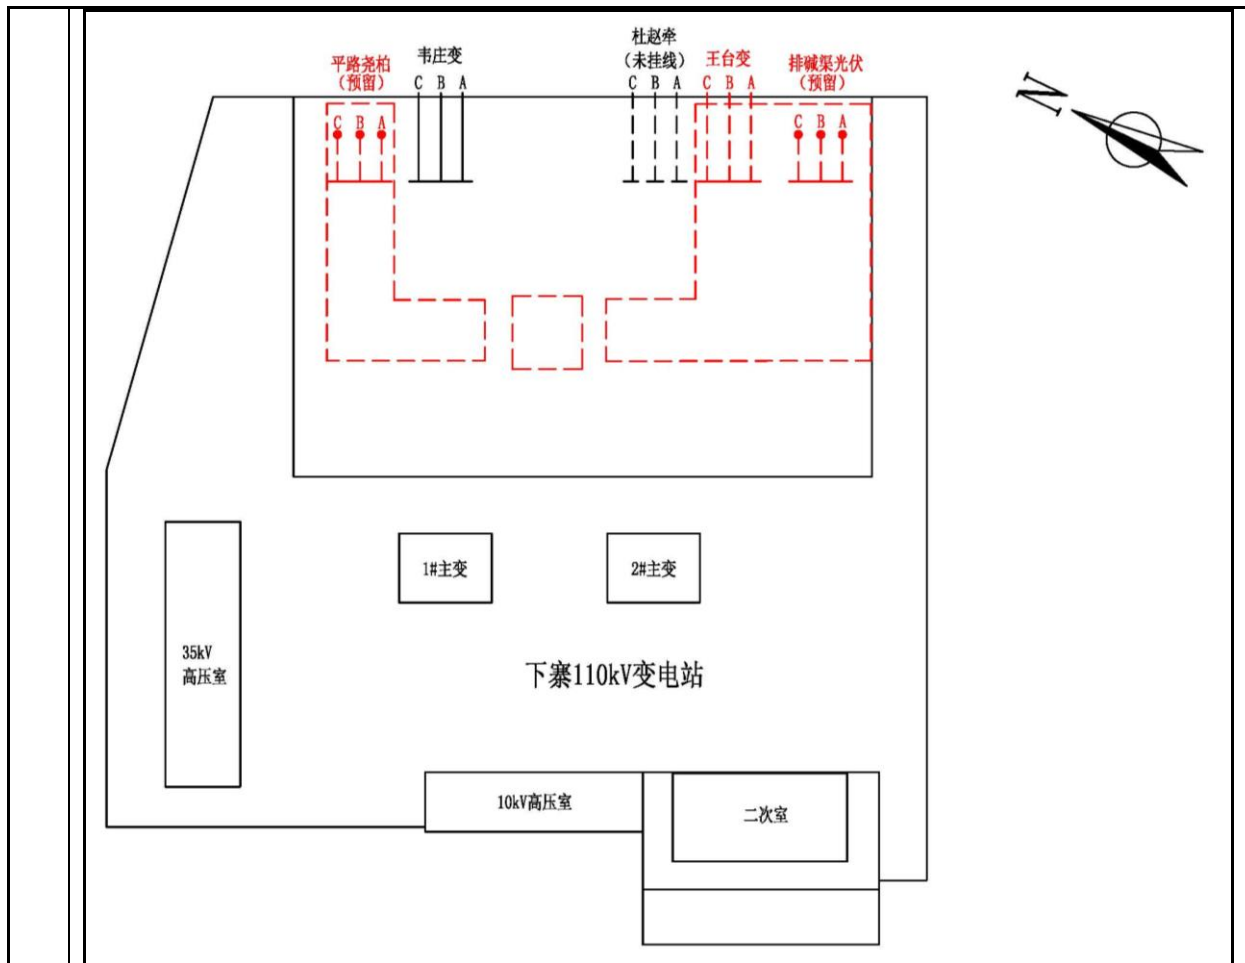 平路尧柏
（预留）
韦庄变
杜赵牵
（未挂线）
王台变
排碱渠光伏
（预留）
C B A
C B A
C B A
C B A
C B A
N
1#主变
2#主变
35kV
高压室
下寨110kV变电站
10kV高压室
二次室